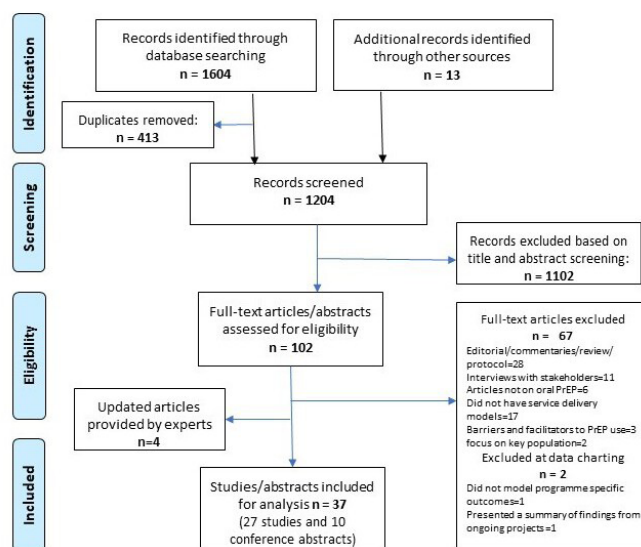 Identification
Records identified through
database searching
n = 1604
Additional records identified
through other sources
n = 13
Duplicates removed:
n = 413
Screening
Records screened
n = 1204
Records excluded based on
title and abstract screening:
n = 1102
Eligibility
Full-text articles/abstracts
assessed for eligibility
n = 102
Full-text articles excluded
n = 67
Editorial/commentaries/review/
protocol=28
Interviews with stakeholders=11
Articles not on oral PrEP=6
Did not have service delivery
models=17
Barriers and facilitators to PrEP use=3
focus on key population=2
Excluded at data charting
n = 2
Did not model programme specific
outcomes=1
Presented a summary of findings from
ongoing projects=1
Updated articles
provided by experts
n=4
Included
Studies/abstracts included
for analysis n = 37
(27 studies and 10
conference abstracts)